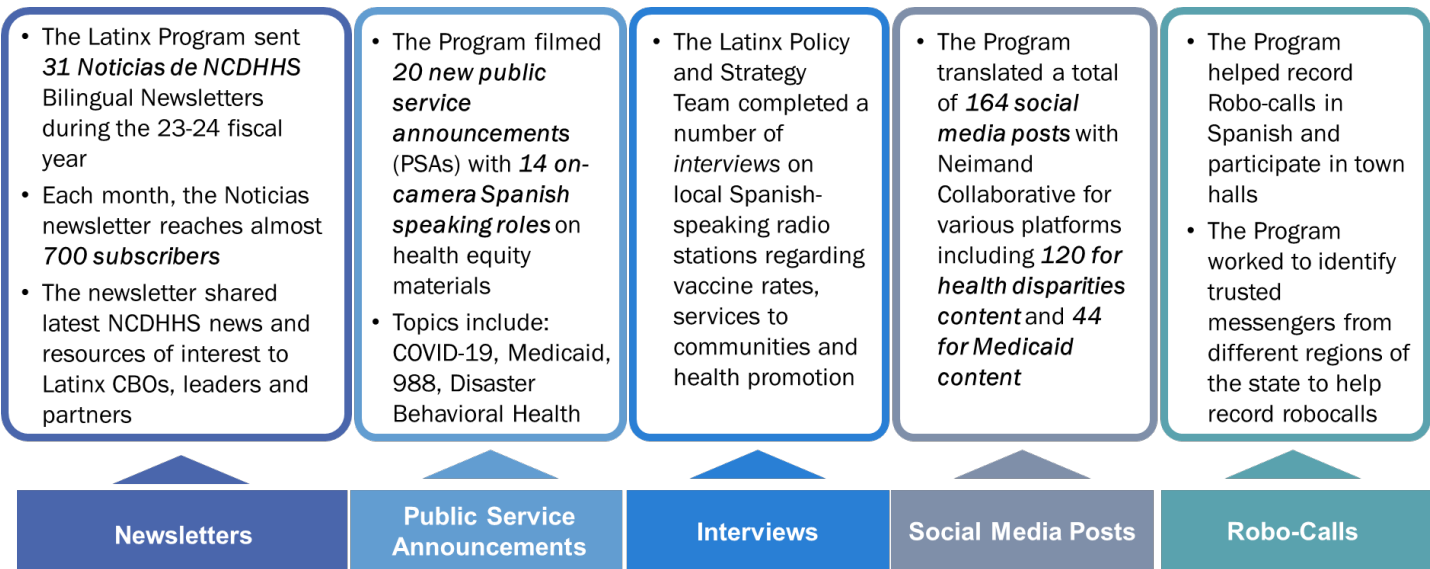 • The Latinx Program sent
31 Noticias de NCDHHS
Bilingual Newsletters
during the 23-24 fiscal
year
• Each month, the Noticias
newsletter reaches almost
700 subscribers
• The newsletter shared
latest NCDHHS news and
resources of interest to
Latinx CBOs, leaders and
partners
Newsletters
• The Program filmed
20 new public
service
announcements
(PSAs) with 14 on-
camera Spanish
speaking roles on
health equity
materials
• Topics include:
COVID-19, Medicaid,
988, Disaster
Behavioral Health
Public Service
Announcements
• The Latinx Policy
and Strategy
Team completed a
number of
interviews on
local Spanish-
speaking radio
stations regarding
vaccine rates,
services to
communities and
health promotion
Interviews
• The Program
translated a total
of 164 social
media posts with
Neimand
Collaborative for
various platforms
including 120 for
health disparities
content and 44
for Medicaid
content
Social Media Posts
• The Program
helped record
Robo-calls in
Spanish and
participate in town
halls
• The Program
worked to identify
trusted
messengers from
different regions of
the state to help
record robocalls
Robo-Calls